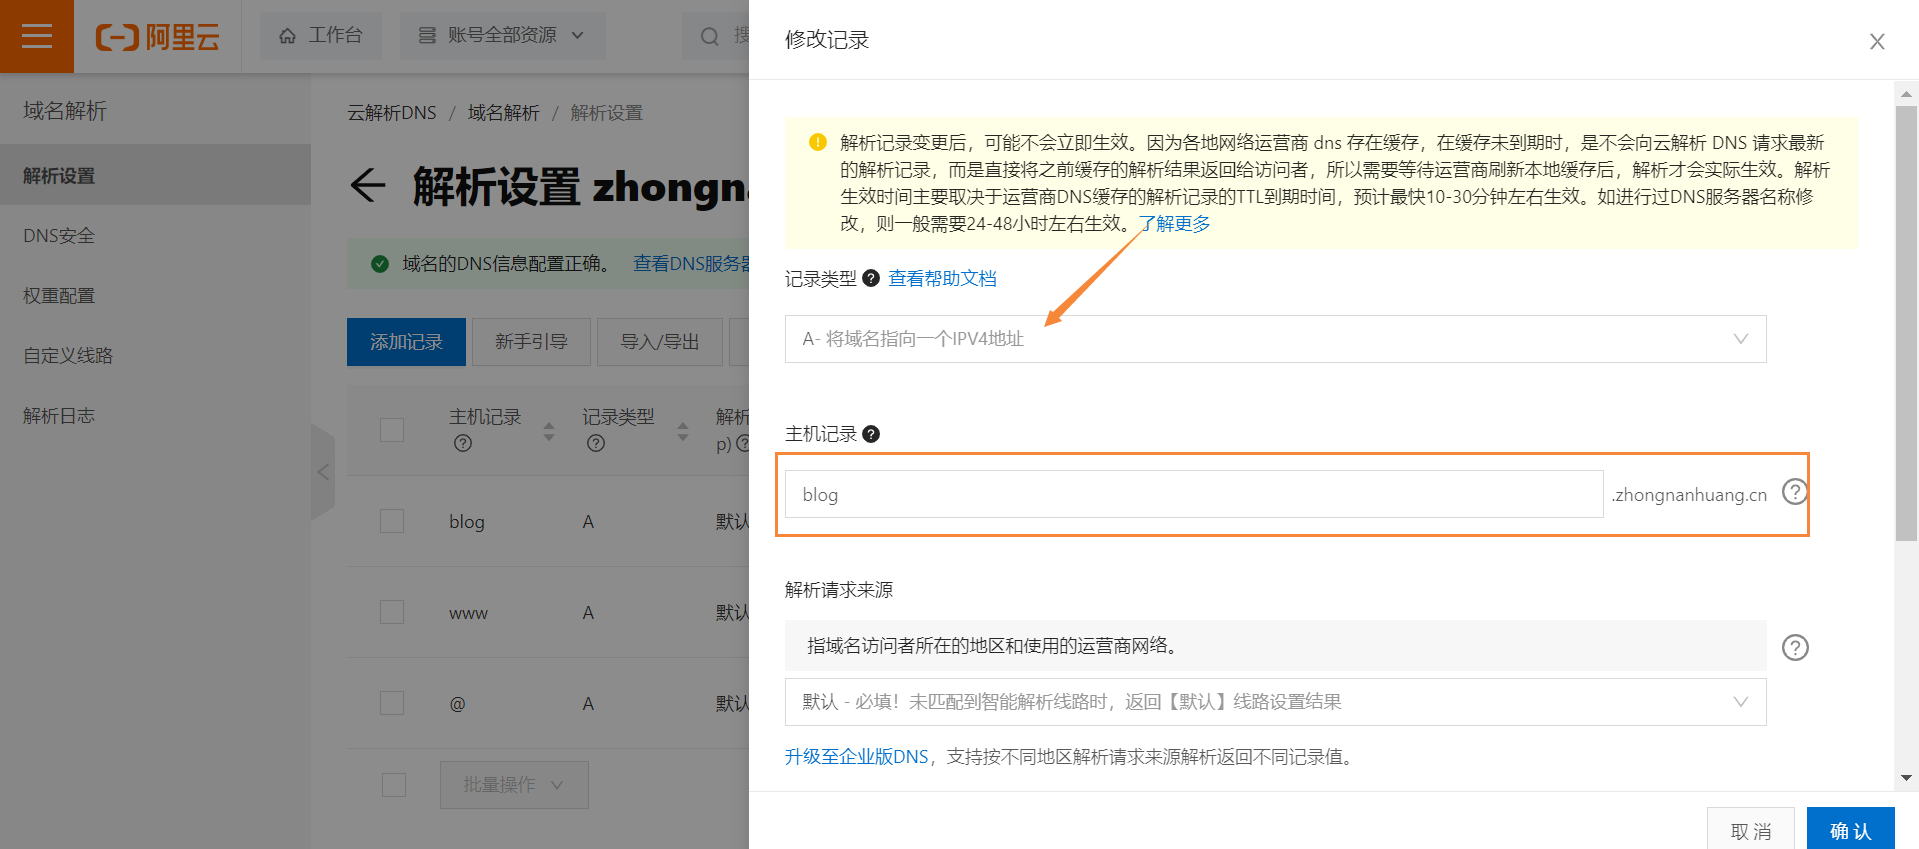 阿里云
工作台
账号全部资源
域名解析
解析设置
DNS安全
权重配置
自定义线路
解析日志
云解析DNS / 域名解析 / 解析设置
解析设置 zhongn
域名的DNS信息配置正确。 查看DNS服务器
添加记录
新手引导
导入/导出
主机记录
记录类型
解析
p)
blog A 默认
www A 默认
@ A 默认
批量操作
修改记录
解析记录变更后，可能不会立即生效。因为各地网络运营商 dns 存在缓存，在缓存未到期时，是不会向云解析 DNS 请求最新
的解析记录，而是直接将之前缓存的解析结果返回给访问者，所以需要等待运营商刷新本地缓存后，解析才会实际生效。解析
生效时间主要取决于运营商DNS缓存的解析记录的TTL到期时间，预计最快10-30分钟左右生效。如进行过DNS服务器名称修
改，则一般需要24-48小时左右生效。了解更多
记录类型 查看帮助文档
A- 将域名指向一个IPV4地址
主机记录
blog .zhongnanhuang.cn
解析请求来源
指域名访问者所在的地区和使用的运营商网络。
默认 - 必填！未匹配到智能解析线路时，返回【默认】线路设置结果
升级至企业版DNS，支持按不同地区解析请求来源解析返回不同记录值。
取消
确认